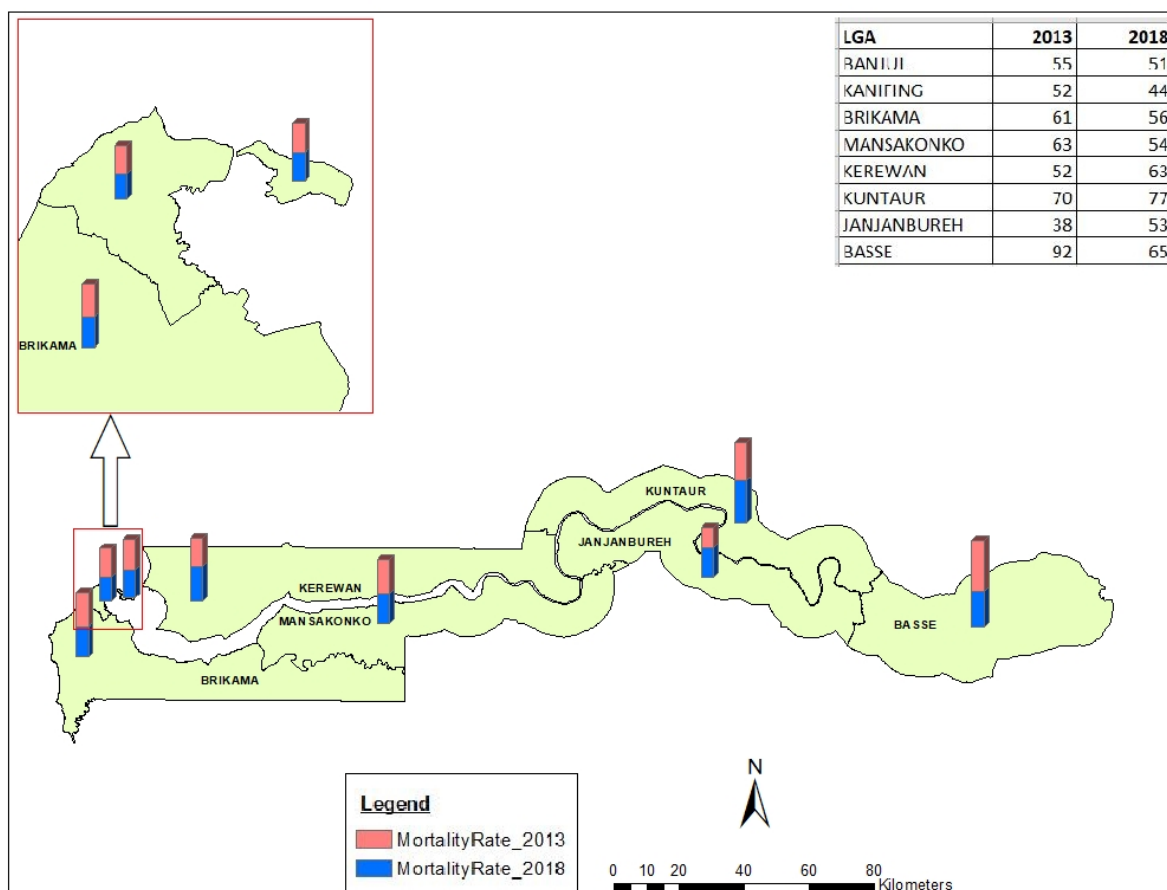 LGA 2013 2018
BANJUL 55 51
KANIFING 52 44
BRIKAMA 61 56
MANSAKONKO 63 54
KEREWAN 52 63
KUNTAUR 70 77
JANJANBUREH 38 53
BASSE 92 65
BRIKAMA
KUNTAUR
JANJANBUREH
KEREWAN
MANSAKONKO
BASSE
BRIKAMA
N
Legend
MortalityRate_2013
MortalityRate_2018
0 10 20 40 60 80
Kilometers